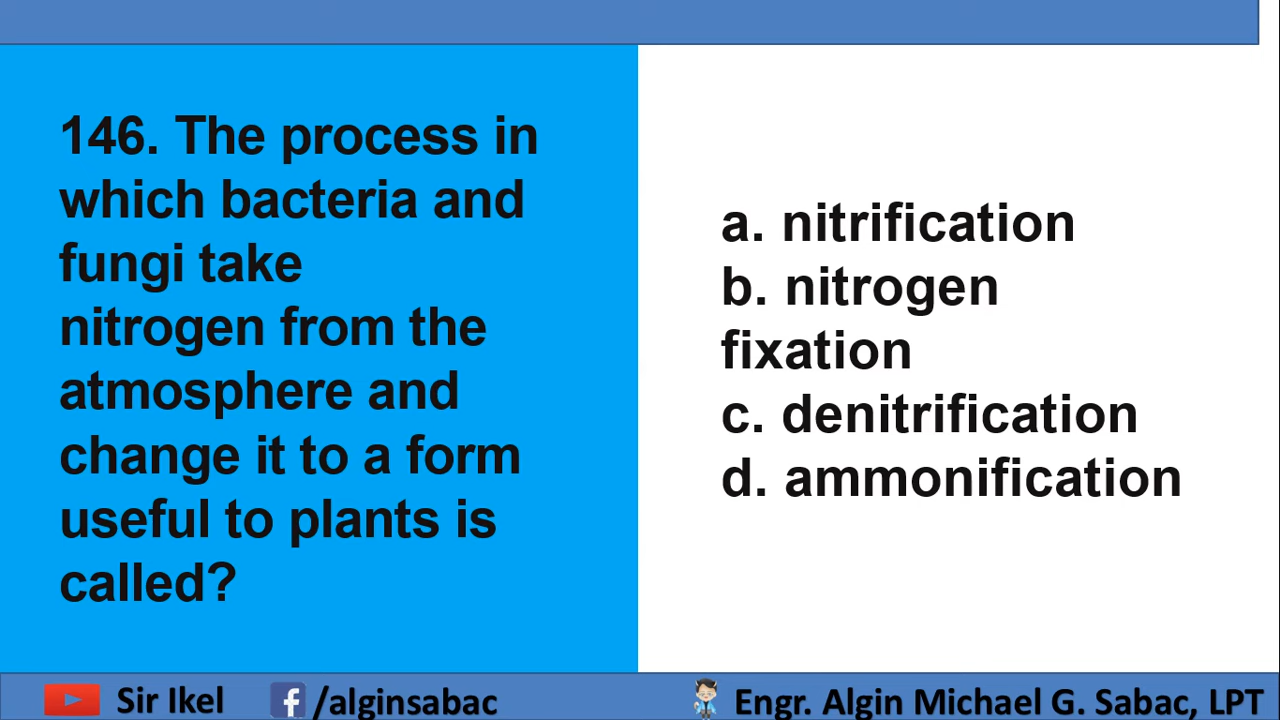 146. The process in
which bacteria and
fungi take
nitrogen from the
atmosphere and
change it to a form
useful to plants is
called?
a. nitrification
b. nitrogen
fixation
c. denitrification
d. ammonification
Sir Ikel
/alginsabac
Engr. Algin Michael G. Sabac, LPT